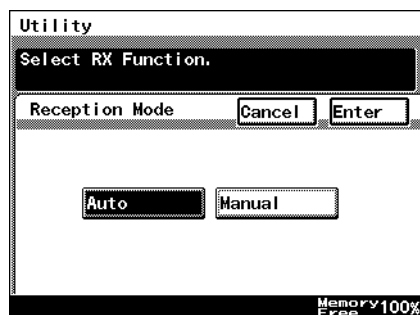 Utility
Select RX Function.
Reception Mode Cancel Enter
Auto Manual
Memory
Free 100%